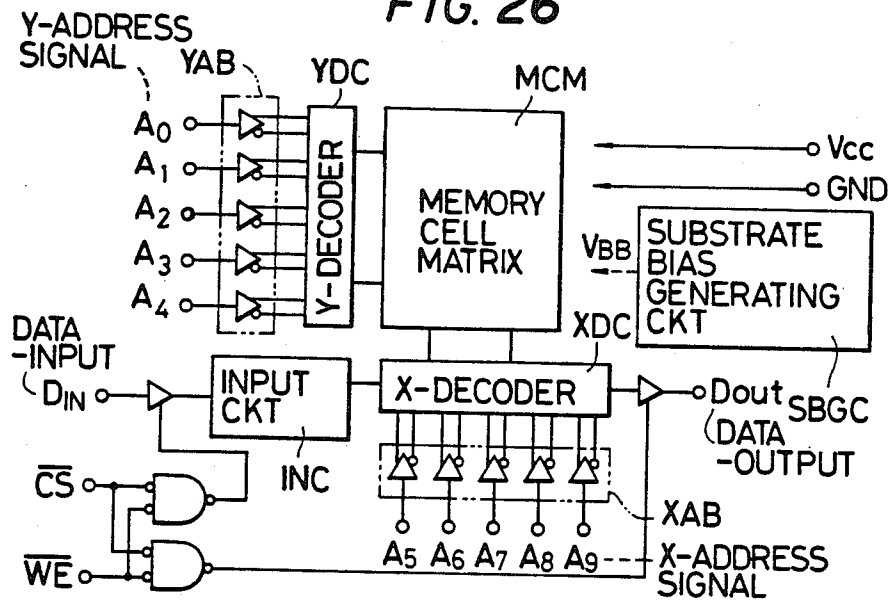 FIG. 26
Y-ADDRESS
SIGNAL
YAB
YDC
MCM
A0
A1
A2
A3
A4
Y-DECODER
MEMORY
CELL
MATRIX
Vcc
GND
VBB
SUBSTRATE
BIAS
GENERATING
CKT
XDC
SBGC
DATA
-INPUT
DIN
INPUT
CKT
INC
X-DECODER
Dout
DATA
-OUTPUT
CS
WE
XAB
A5 A6 A7 A8 A9
X-ADDRESS
SIGNAL